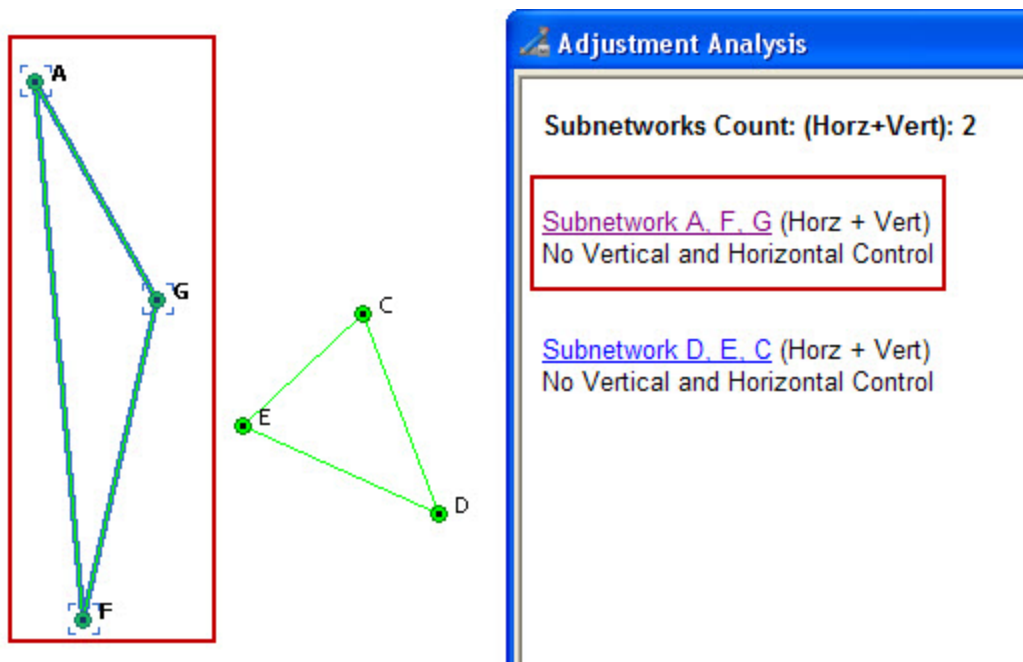 A
G
F
C
E
D
Adjustment Analysis
Subnetworks Count: (Horz+Vert): 2
Subnetwork A, F, G (Horz + Vert)
No Vertical and Horizontal Control
Subnetwork D, E, C (Horz + Vert)
No Vertical and Horizontal Control